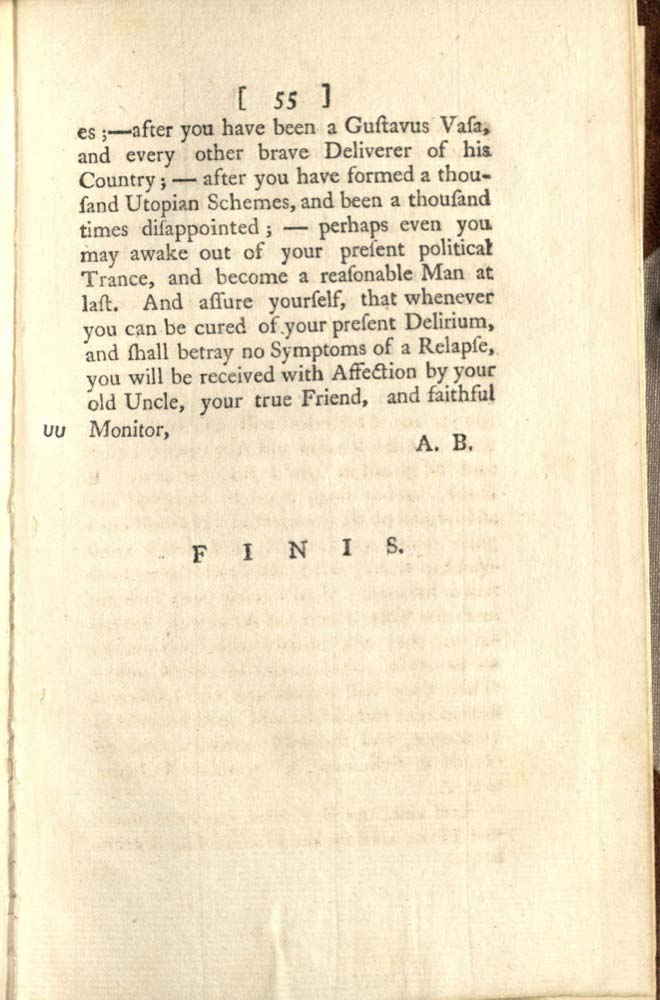 [ 55 ]
es ;—after you have been a Guſtavus Vaſa,
and every other brave Deliverer of his
Country ; — after you have formed a thou-
ſand Utopian Schemes, and been a thouſand
times diſappointed ; — perhaps even you
may awake out of your preſent political
Trance, and become a reaſonable Man at
laſt. And aſſure yourſelf, that whenever
you can be cured of your preſent Delirium,
and ſhall betray no Symptoms of a Relapſe,
you will be received with Affection by your
old Uncle, your true Friend, and faithful
UU Monitor,
A. B.
F I N I S.